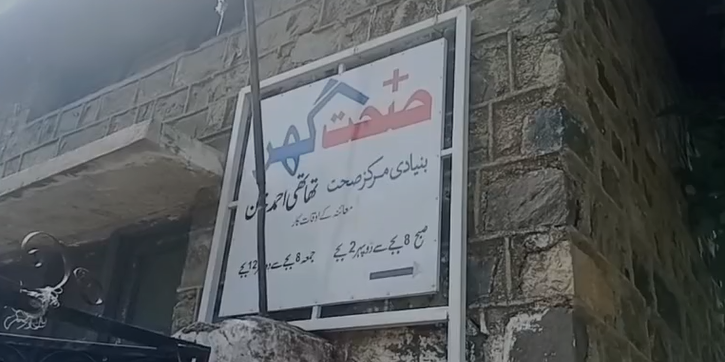 صحت گھر
بنیادی مرکز صحت تھاتھی احمد خان
معائنہ کے اوقات کار
صبح 8 بجے سے دوپہر 2 بجے جمعہ 8 بجے سے دوپہر 12 بجے